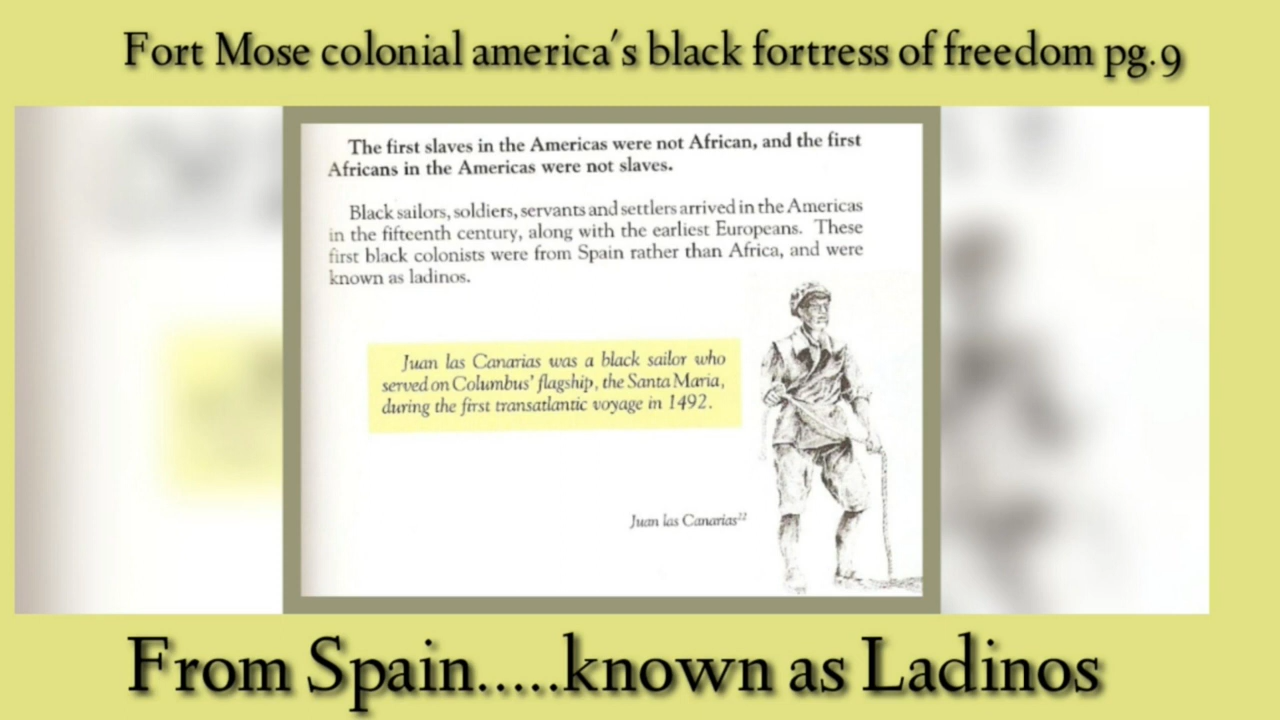 Fort Mose colonial america's black fortress of freedom pg.9
The first slaves in the Americas were not African, and the first
Africans in the Americas were not slaves.
Black sailors, soldiers, servants and settlers arrived in the Americas
in the fifteenth century, along with the earliest Europeans. These
first black colonists were from Spain rather than Africa, and were
known as ladinos.
Juan las Canarias was a black sailor who
served on Columbus' flagship, the Santa Maria,
during the first transatlantic voyage in 1492.
Juan las Canarias²²
From Spain.....known as Ladinos